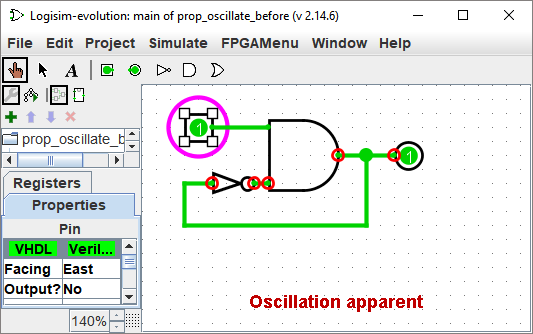 Logisim-evolution: main of prop_oscillate_before (v 2.14.6)
File Edit Project Simulate FPGAMenu Window Help
A
prop_oscillate_b
Registers
Properties
Pin
VHDL Veril...
Facing East
Output? No
140%
1
1
Oscillation apparent